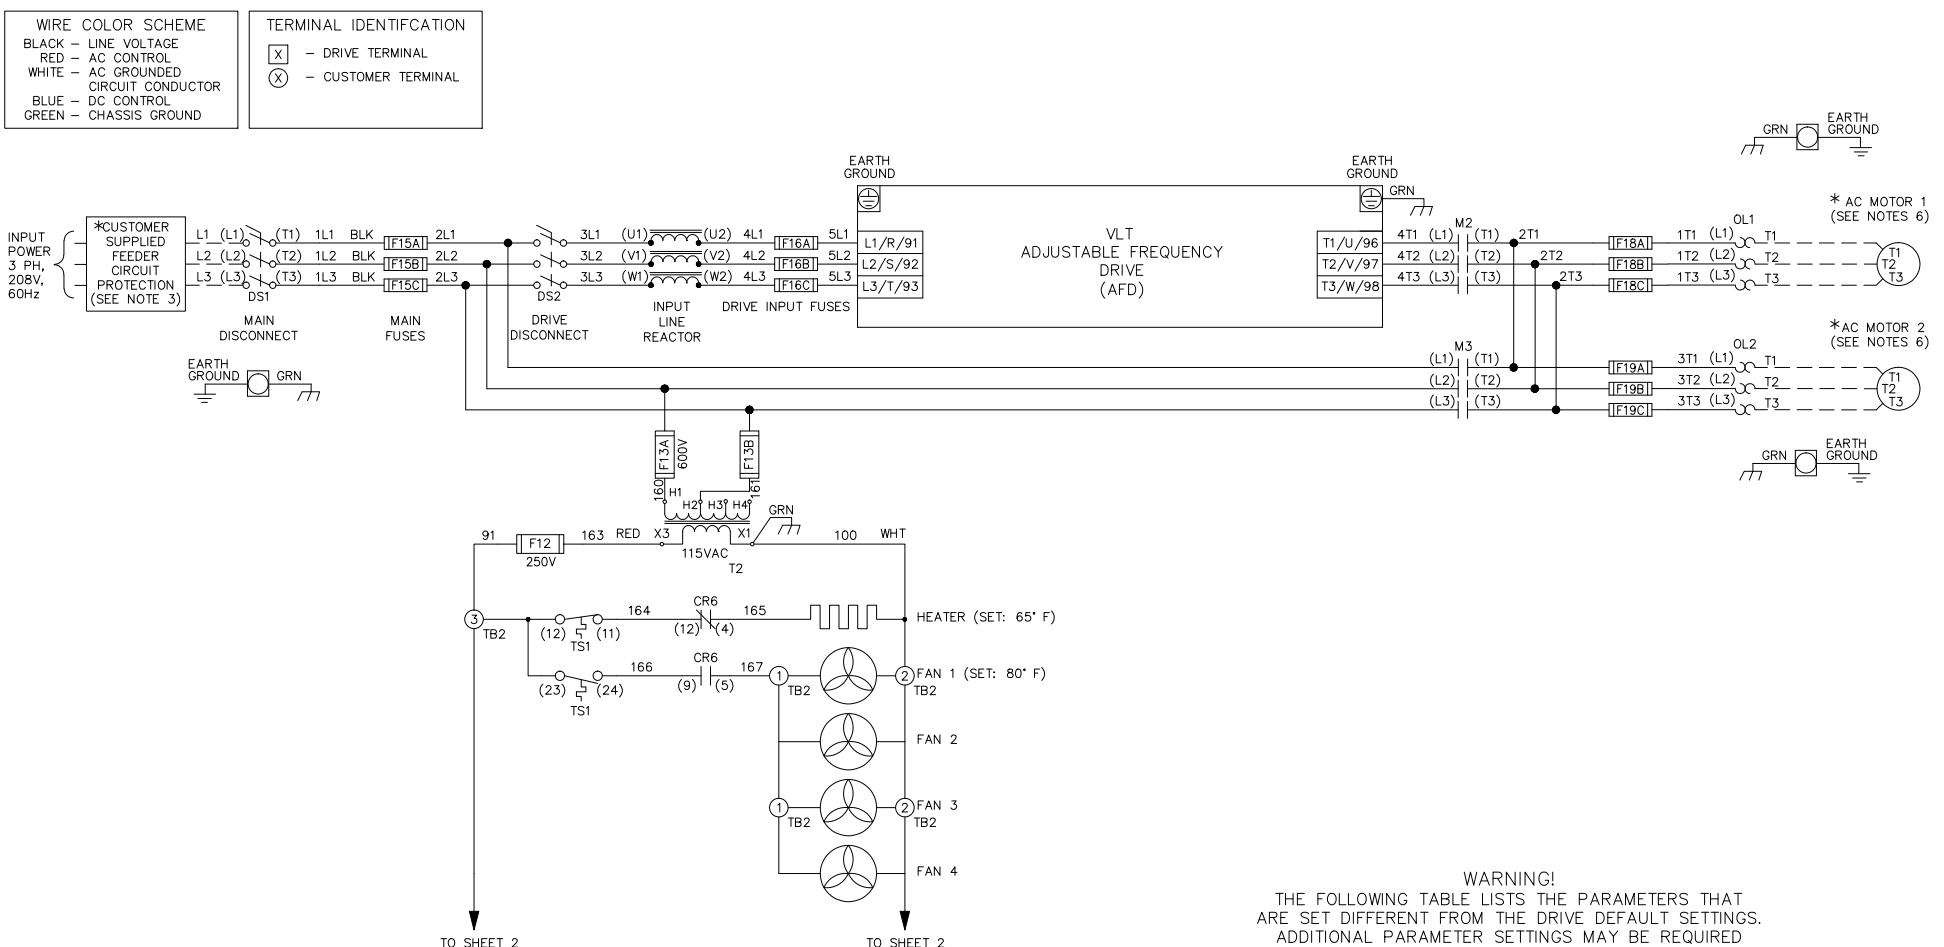 WIRE COLOR SCHEME
BLACK – LINE VOLTAGE
RED – AC CONTROL
WHITE – AC GROUNDED
CIRCUIT CONDUCTOR
BLUE – DC CONTROL
GREEN – CHASSIS GROUND
TERMINAL IDENTIFCATION
X – DRIVE TERMINAL
X – CUSTOMER TERMINAL
INPUT
POWER
3 PH,
208V,
60Hz
*CUSTOMER
SUPPLIED
FEEDER
CIRCUIT
PROTECTION
(SEE NOTE 3)
L1 (L1) (T1) 1L1 BLK F15A 2L1 3L1 (U1) (U2) 4L1 F16A 5L1 L1/R/91
L2 (L2) (T2) 1L2 BLK F15B 2L2 3L2 (V1) (V2) 4L2 F16B 5L2 L2/S/92
L3 (L3) (T3) 1L3 BLK F15C 2L3 3L3 (W1) (W2) 4L3 F16C 5L3 L3/T/93
DS1
DS2
MAIN
DISCONNECT
MAIN
FUSES
DRIVE
DISCONNECT
INPUT
LINE
REACTOR
DRIVE INPUT FUSES
EARTH
GROUND
VLT
ADJUSTABLE FREQUENCY
DRIVE
(AFD)
EARTH
GROUND
GRN
M2
OL1
T1/U/96 4T1 (L1) (T1) 2T1 F18A 1T1 (L1) T1
T2/V/97 4T2 (L2) (T2) 2T2 F18B 1T2 (L2) T2
T3/W/98 4T3 (L3) (T3) 2T3 F18C 1T3 (L3) T3
GRN
EARTH
GROUND
* AC MOTOR 1
(SEE NOTES 6)
T1
T2
T3
EARTH
GROUND
GRN
M3
OL2
(L1) (T1) F19A 3T1 (L1) T1
(L2) (T2) F19B 3T2 (L2) T2
(L3) (T3) F19C 3T3 (L3) T3
*AC MOTOR 2
(SEE NOTES 6)
T1
T2
T3
GRN
EARTH
GROUND
F13A
600V
F13B
160
H1
H2
H3
H4
161
GRN
91 F12 163 RED X3 X1 100 WHT
250V
115VAC
T2
3
TB2
(12) (11)
TS1
164
CR6
(12) (4)
165
HEATER (SET: 65° F)
(23) (24)
TS1
166
CR6
(9) (5)
167
1
TB2
2
TB2
FAN 1 (SET: 80° F)
FAN 2
1
TB2
2
TB2
FAN 3
FAN 4
TO SHEET 2
TO SHEET 2
WARNING!
THE FOLLOWING TABLE LISTS THE PARAMETERS THAT
ARE SET DIFFERENT FROM THE DRIVE DEFAULT SETTINGS.
ADDITIONAL PARAMETER SETTINGS MAY BE REQUIRED